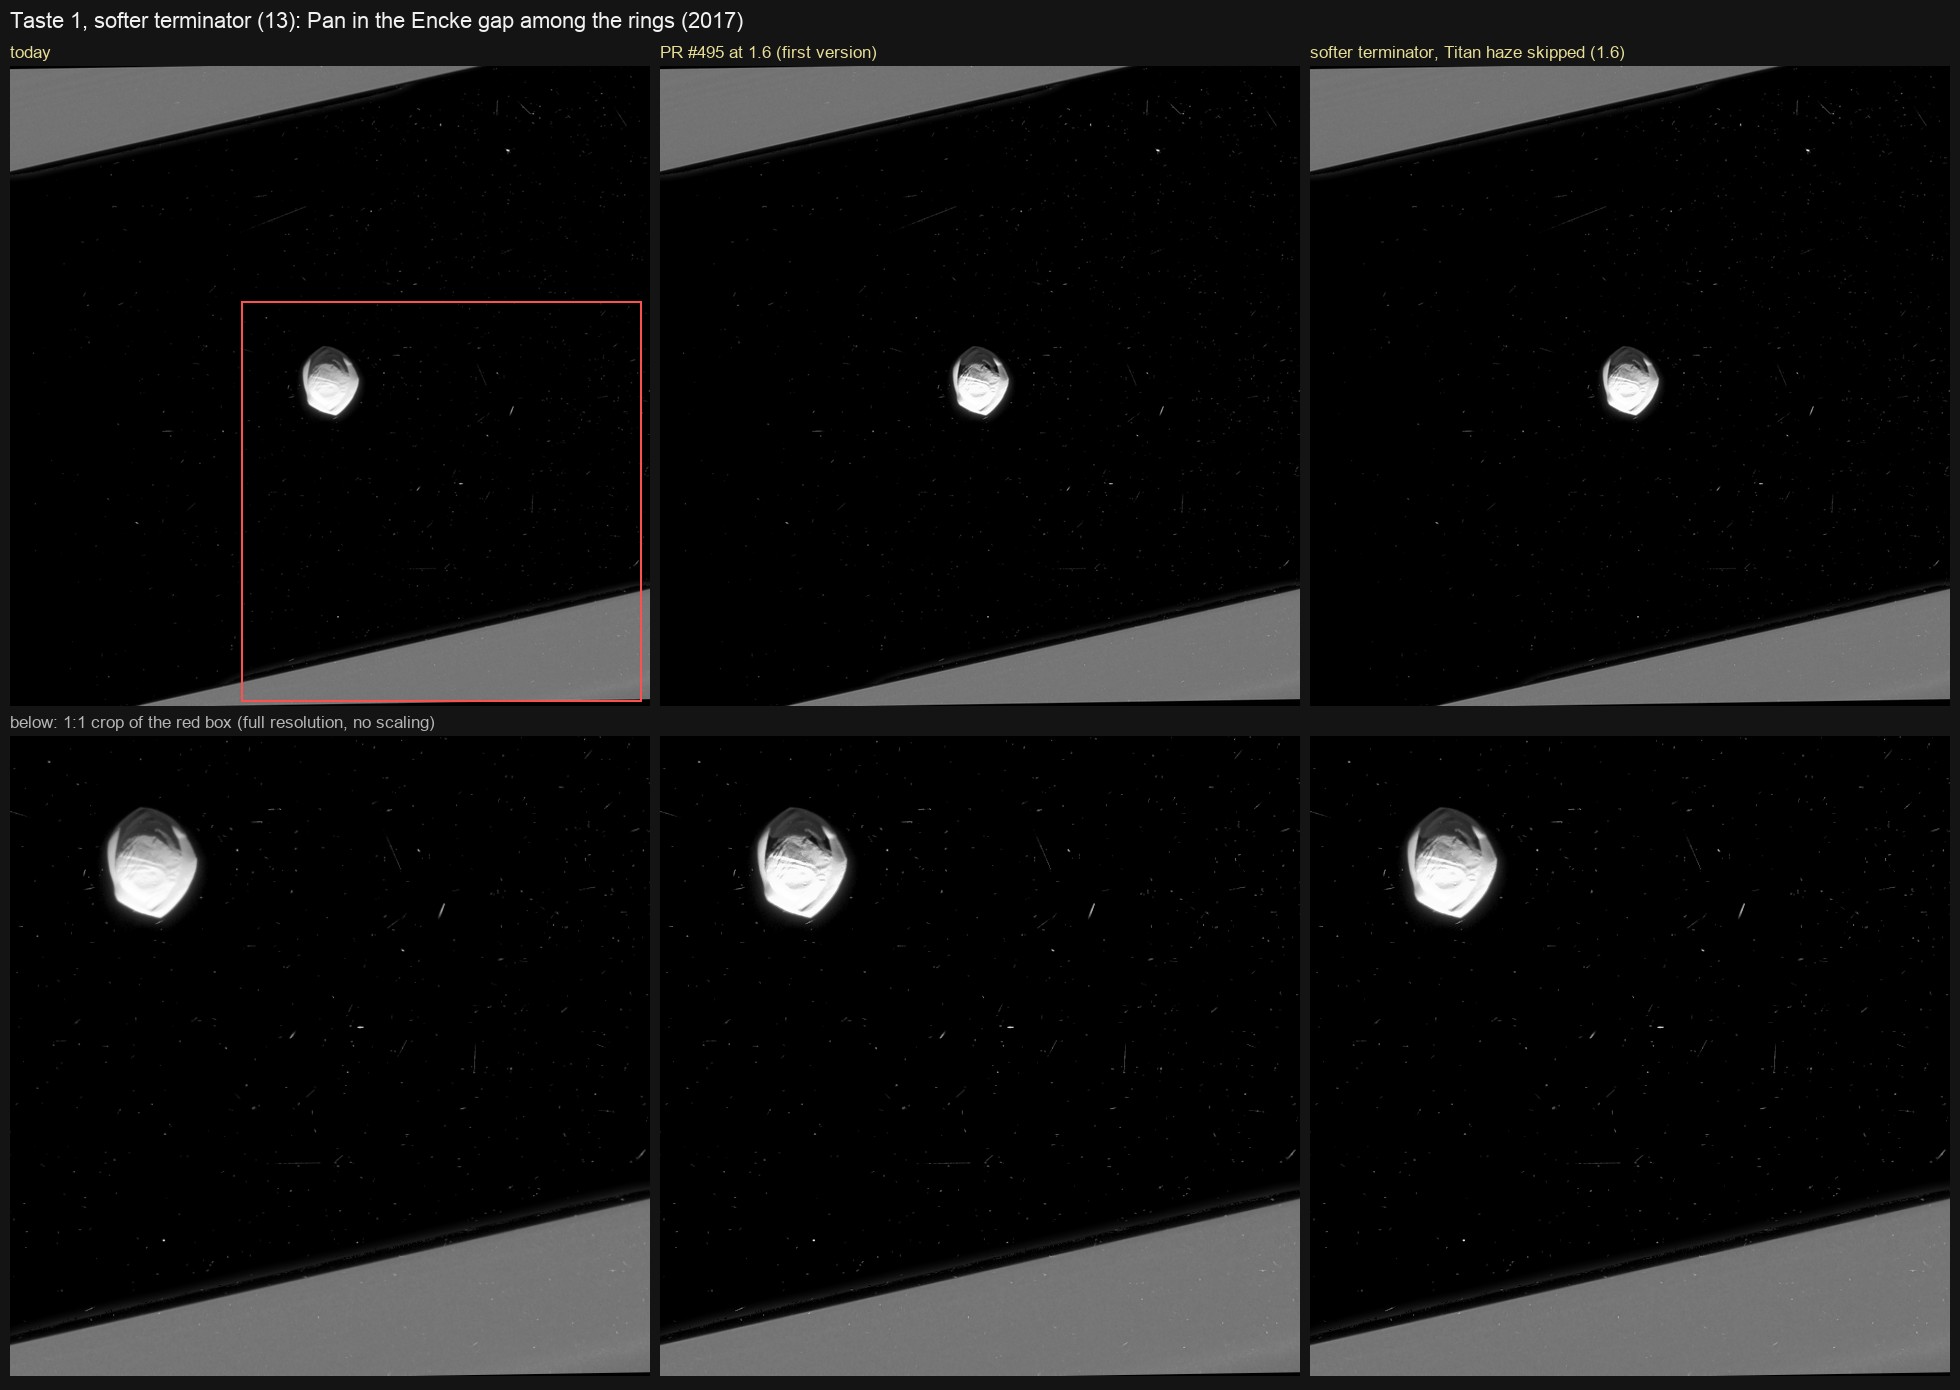 Taste 1, softer terminator (13): Pan in the Encke gap among the rings (2017)
today
PR #495 at 1.6 (first version)
softer terminator, Titan haze skipped (1.6)
below: 1:1 crop of the red box (full resolution, no scaling)